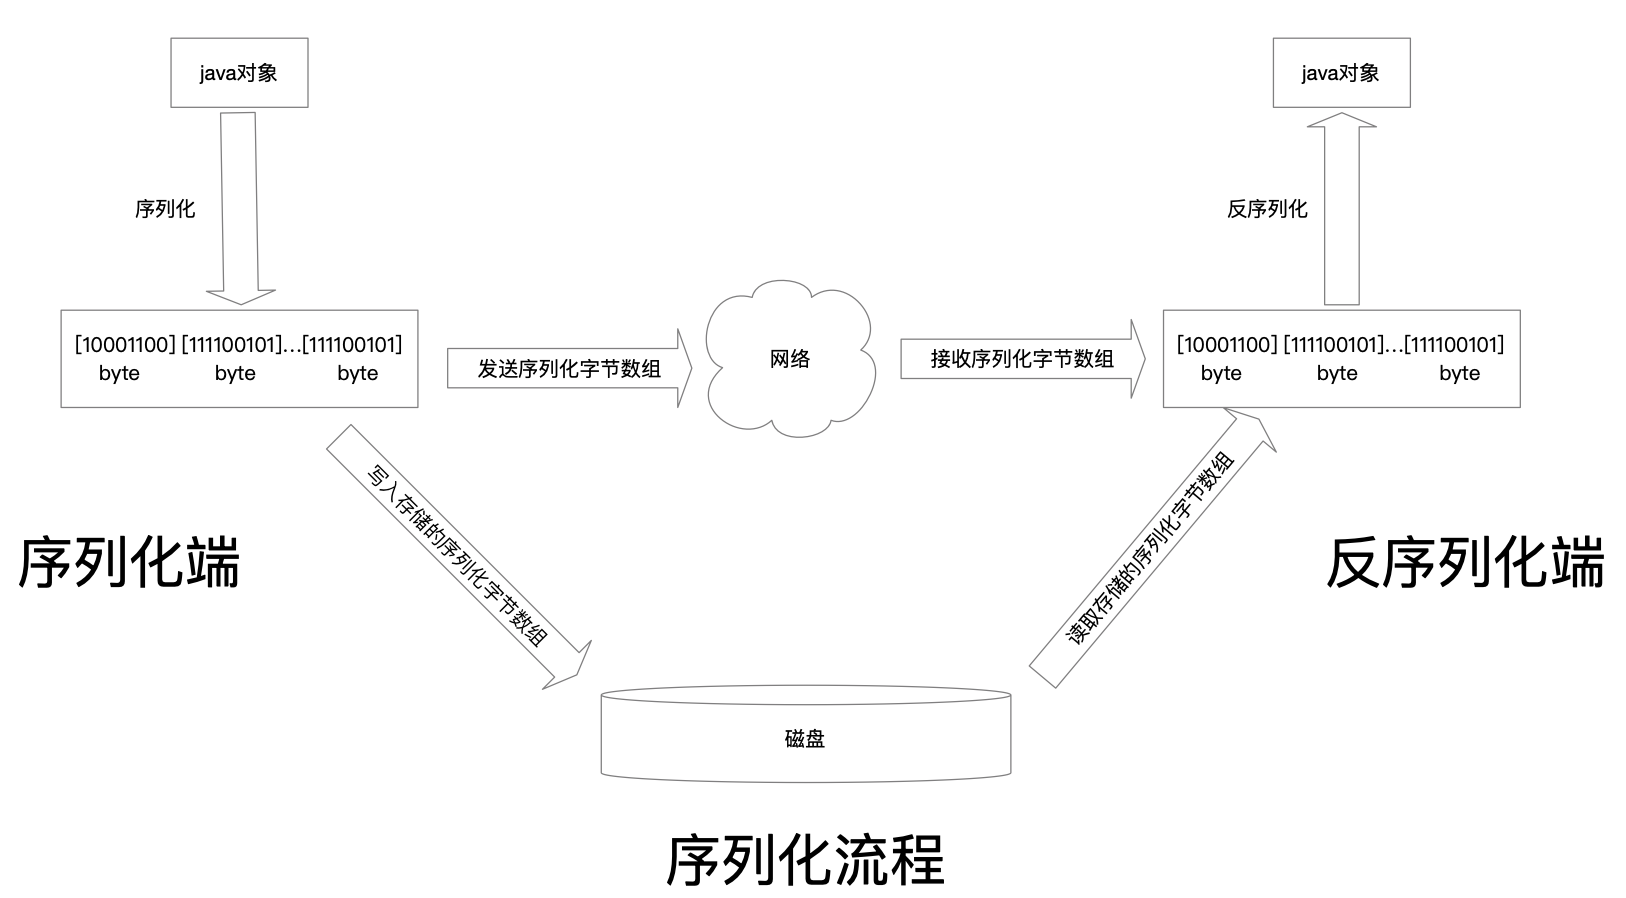 java对象
java对象
序列化
反序列化
[10001100] [111100101]...[111100101]
byte byte byte
发送序列化字节数组
网络
接收序列化字节数组
[10001100] [111100101]...[111100101]
byte byte byte
写入存储的序列化字节数组
读取存储的序列化字节数组
序列化端
反序列化端
磁盘
序列化流程